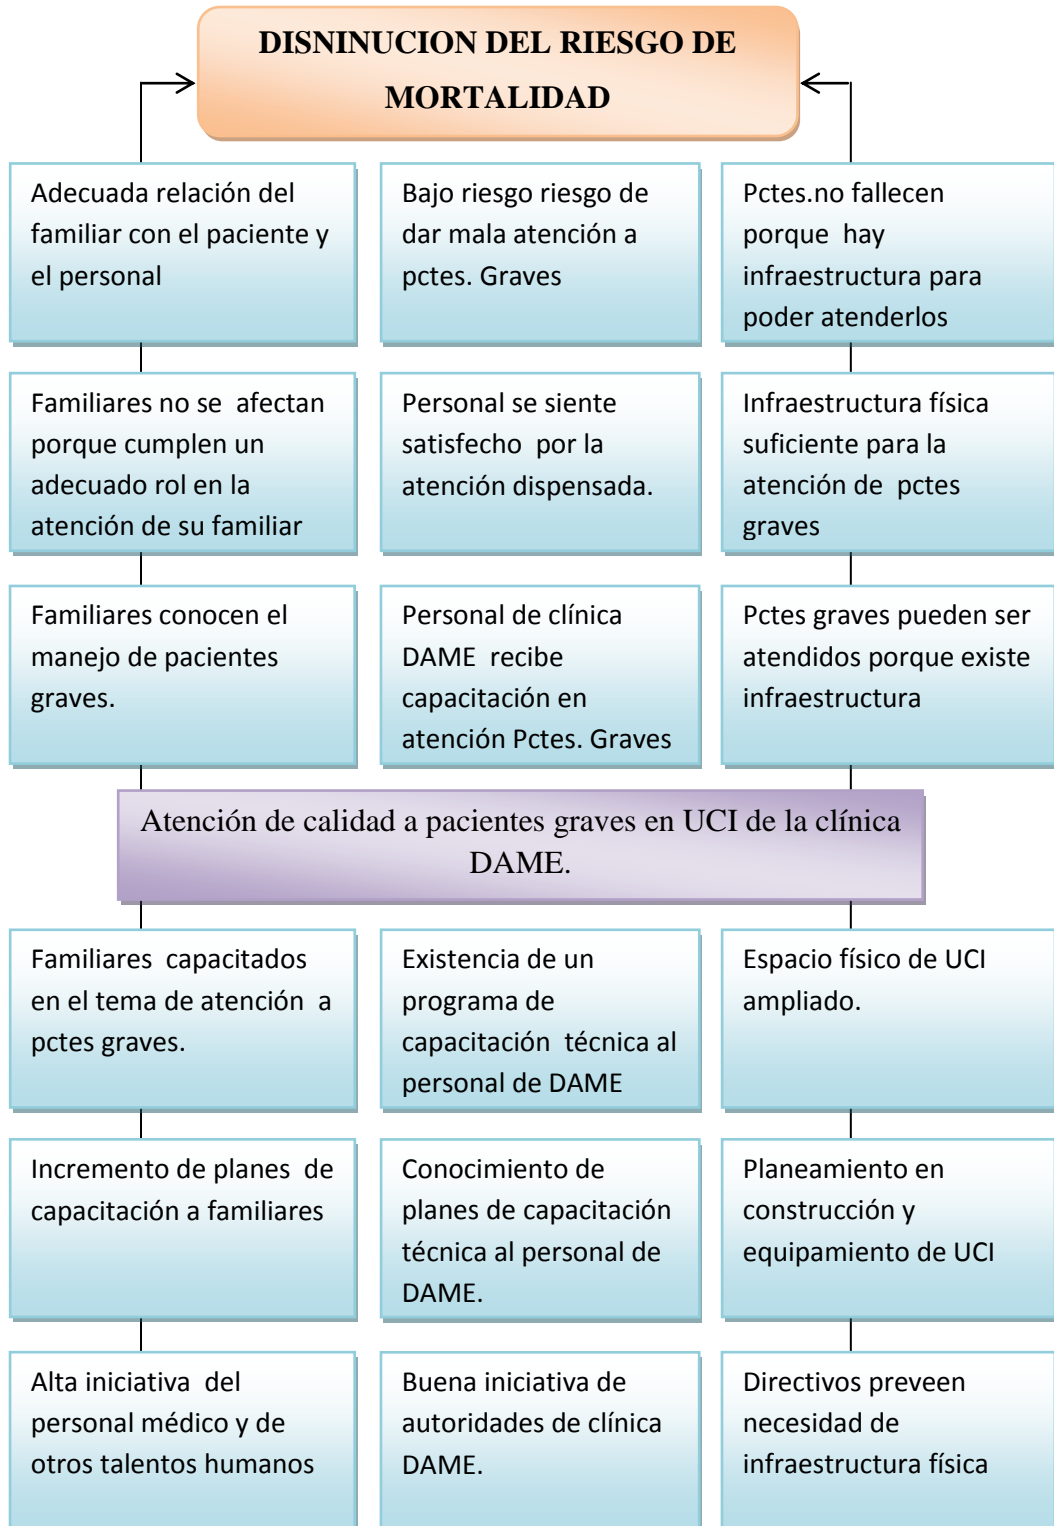 DISNINUCION DEL RIESGO DE
MORTALIDAD
Adecuada relación del
familiar con el paciente y
el personal
Bajo riesgo riesgo de
dar mala atención a
pctes. Graves
Pctes.no fallecen
porque hay
infraestructura para
poder atenderlos
Familiares no se afectan
porque cumplen un
adecuado rol en la
atención de su familiar
Personal se siente
satisfecho por la
atención dispensada.
Infraestructura física
suficiente para la
atención de pctes
graves
Familiares conocen el
manejo de pacientes
graves.
Personal de clínica
DAME recibe
capacitación en
atención Pctes. Graves
Pctes graves pueden ser
atendidos porque existe
infraestructura
Atención de calidad a pacientes graves en UCI de la clínica
DAME.
Familiares capacitados
en el tema de atención a
pctes graves.
Existencia de un
programa de
capacitación técnica al
personal de DAME
Espacio físico de UCI
ampliado.
Incremento de planes de
capacitación a familiares
Conocimiento de
planes de capacitación
técnica al personal de
DAME.
Planeamiento en
construcción y
equipamiento de UCI
Alta iniciativa del
personal médico y de
otros talentos humanos
Buena iniciativa de
autoridades de clínica
DAME.
Directivos preveen
necesidad de
infraestructura física